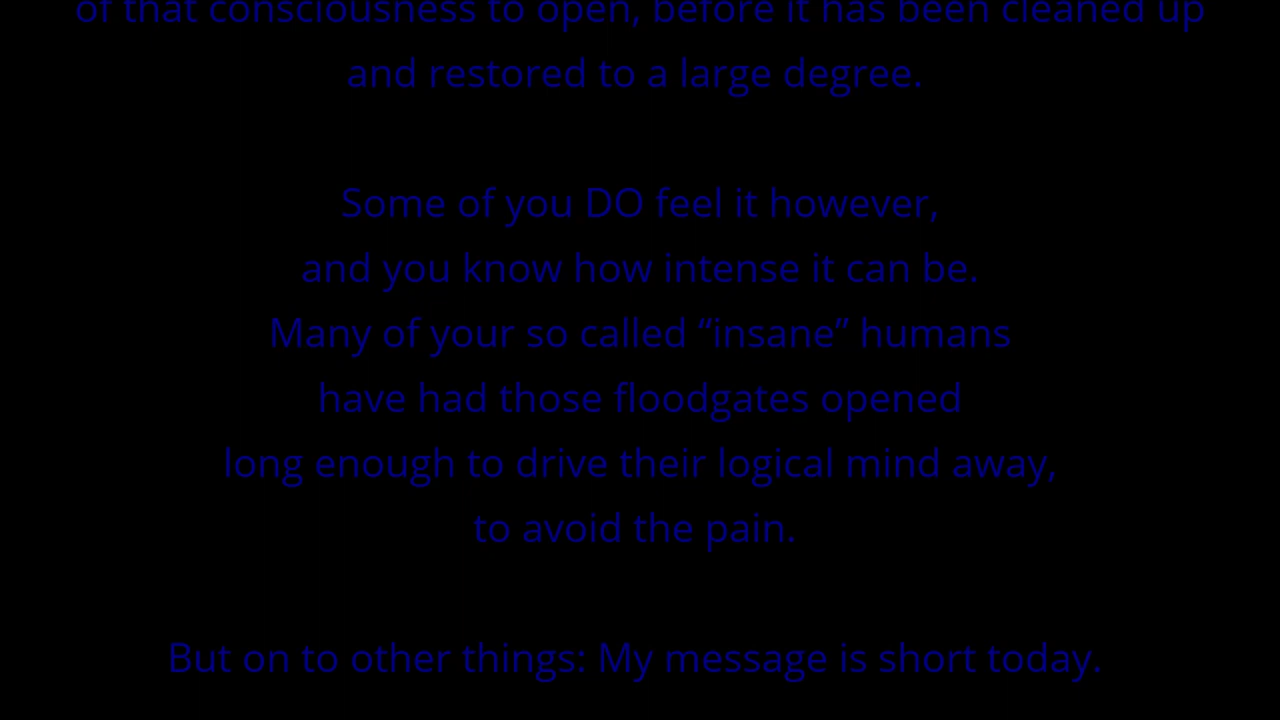 of that consciousness to open, before it has been cleaned up
and restored to a large degree.
Some of you DO feel it however,
and you know how intense it can be.
Many of your so called “insane” humans
have had those floodgates opened
long enough to drive their logical mind away,
to avoid the pain.
But on to other things: My message is short today.